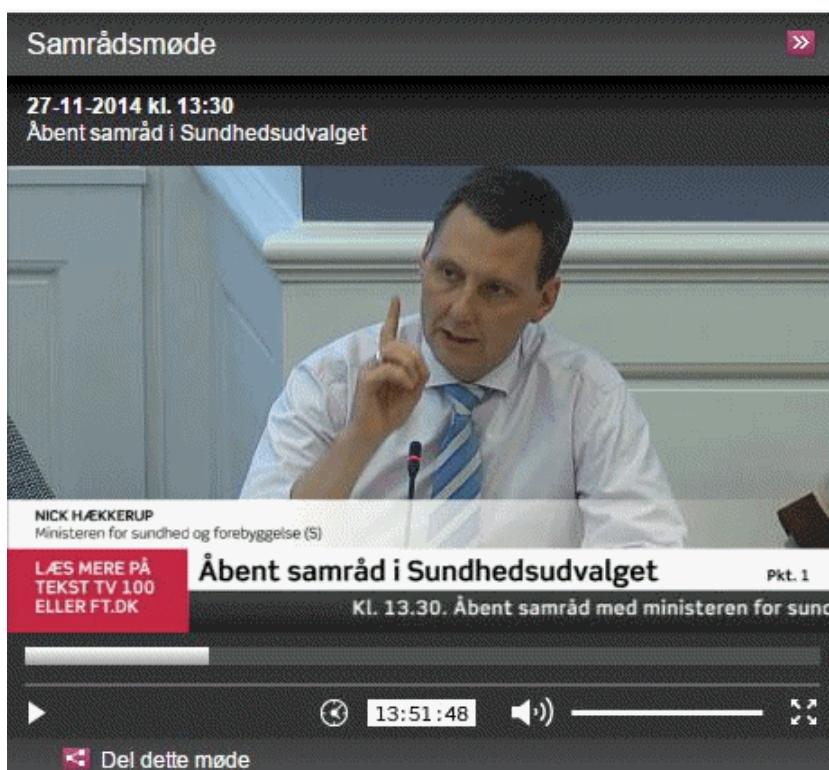 Samrådsmøde
27-11-2014 kl. 13:30
Åbent samråd i Sundhedsudvalget
NICK HÆKKERUP
Ministeren for sundhed og forebyggelse (S)
LÆS MERE PÅ
TEKST TV 100
ELLER FT.DK
Åbent samråd i Sundhedsudvalget
Pkt. 1
Kl. 13.30. Åbent samråd med ministeren for sund
13:51:48
Del dette møde